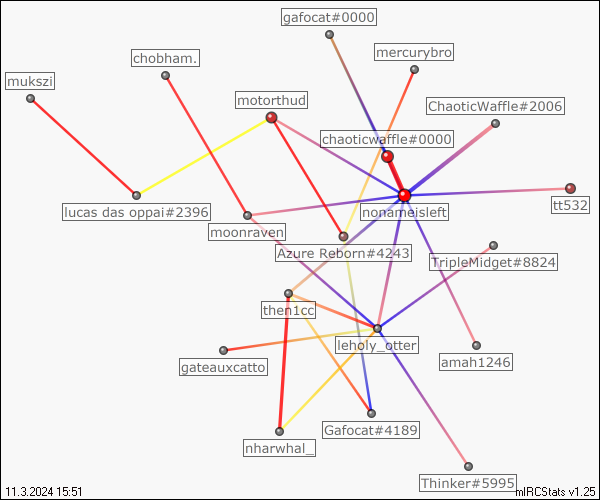 gafocat#0000
mercurybro
chobham.
mukszi
motorthud
ChaoticWaffle#2006
chaoticwaffle#0000
tt532
lucas das oppai#2396
nonameisleft
moonraven
Azure Reborn#4243
TripleMidget#8824
then1cc
leholy_otter
gateauxcatto
amah1246
Gafocat#4189
nharwhal_
Thinker#5995
11.3.2024 15:51
mIRCStats v1.25